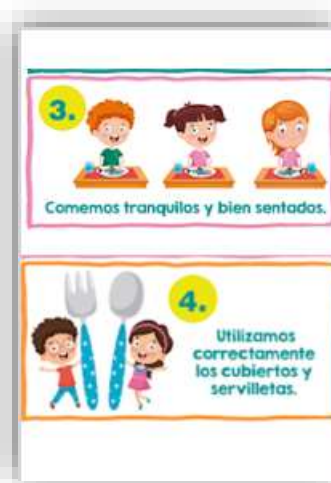 3.
Comemos tranquilos y bien sentados.
4.
Utilizamos
correctamente
los cubiertos y
servilletas.